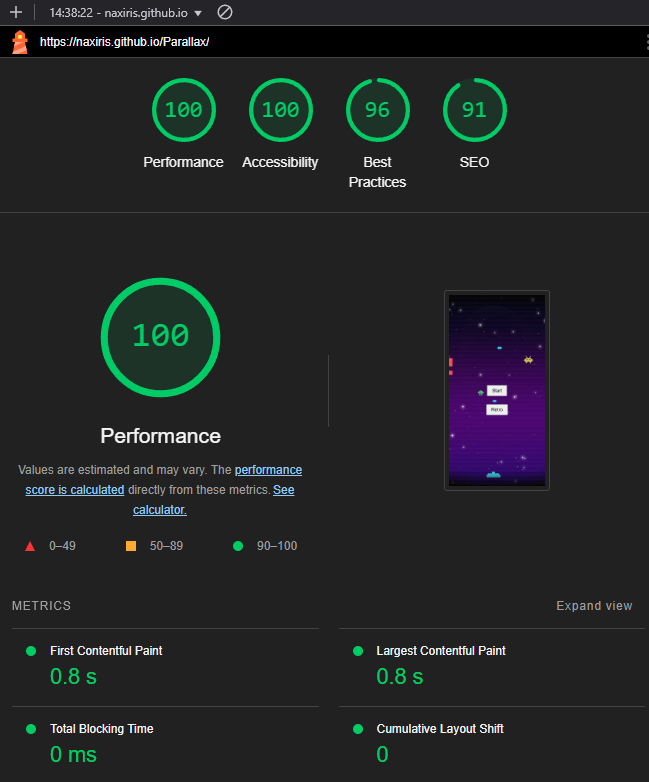 14:38:22 - naxiris.github.io
https://naxiris.github.io/Parallax/
100
100
96
91
Performance
Accessibility
Best
Practices
SEO
100
Performance
Values are estimated and may vary. The performance
score is calculated directly from these metrics. See
calculator.
Start
0–49
50–89
90–100
METRICS
Expand view
First Contentful Paint
0.8 s
Largest Contentful Paint
0.8 s
Total Blocking Time
0 ms
Cumulative Layout Shift
0